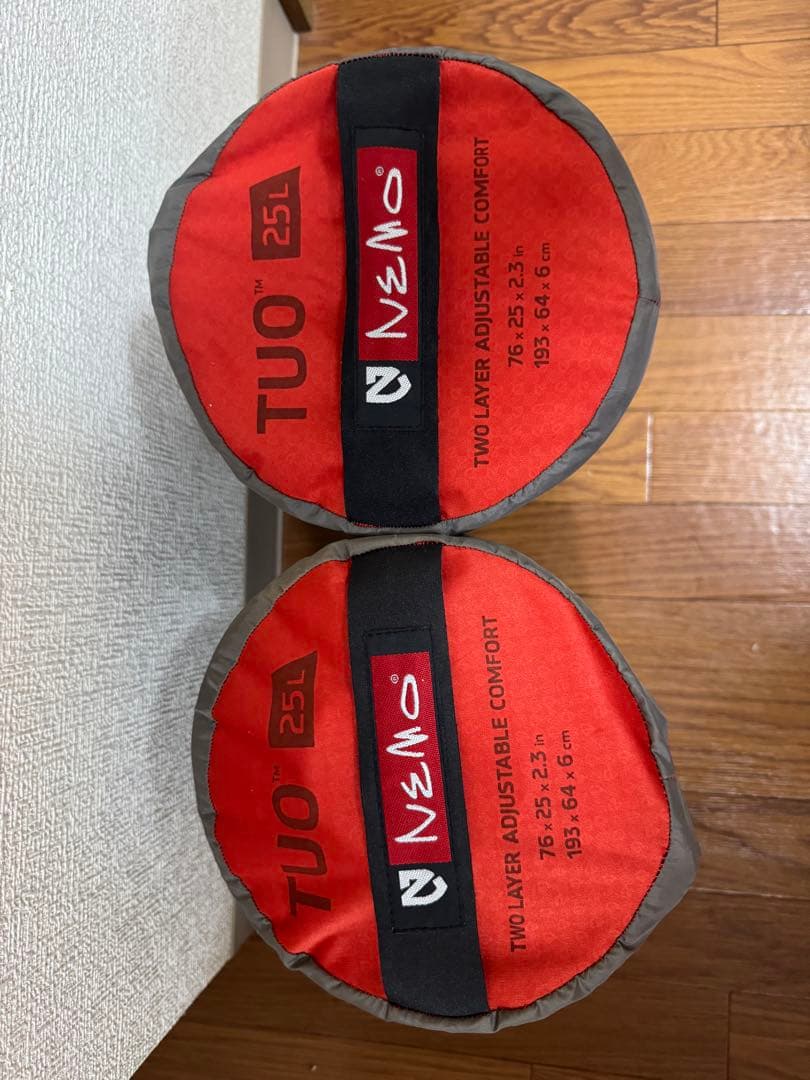 TUO™ 25L
NEMO®
TWO LAYER ADJUSTABLE COMFORT
76 x 25 x 2.3 in
193 x 64 x 6 cm
TUO™ 25L
NEMO®
TWO LAYER ADJUSTABLE COMFORT
76 x 25 x 2.3 in
193 x 64 x 6 cm